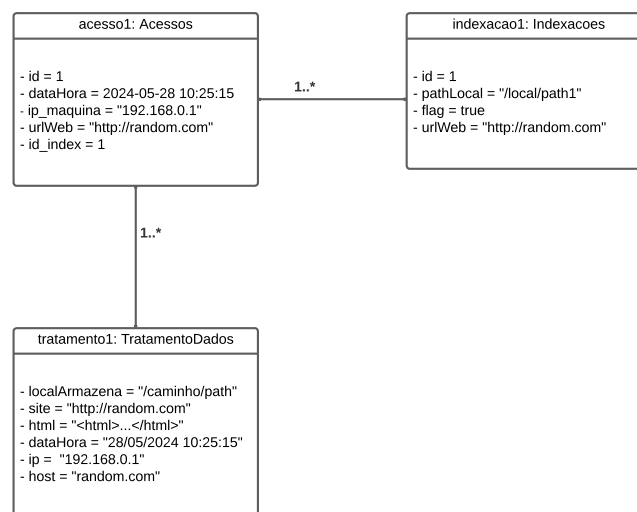 acesso1: Acessos
- id = 1
- dataHora = 2024-05-28 10:25:15
- ip_maquina = "192.168.0.1"
- urlWeb = "http://random.com"
- id_index = 1
1..*
indexacao1: Indexacoes
- id = 1
- pathLocal = "/local/path1"
- flag = true
- urlWeb = "http://random.com"
1..*
tratamento1: TratamentoDados
- localArmazena = "/caminho/path"
- site = "http://random.com"
- html = "<html>...</html>"
- dataHora = "28/05/2024 10:25:15"
- ip =  "192.168.0.1"
- host = "random.com"